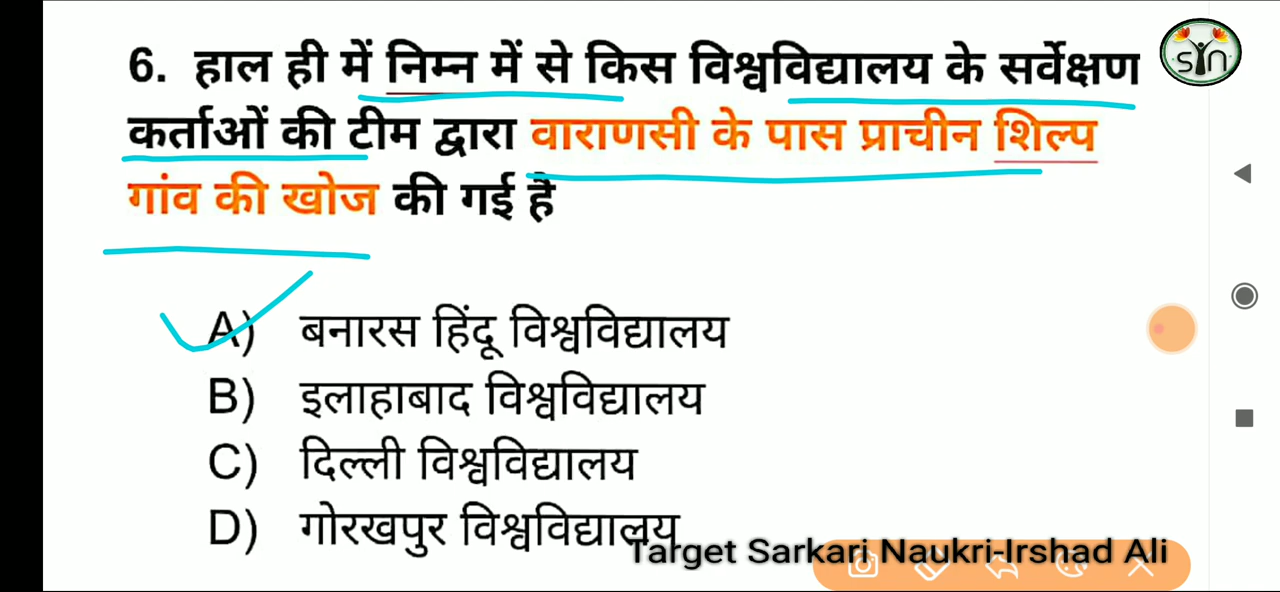 6. हाल ही में निम्न में से किस विश्वविद्यालय के सर्वेक्षण
कर्ताओं की टीम द्वारा वाराणसी के पास प्राचीन शिल्प
गांव की खोज की गई है
A) बनारस हिंदू विश्वविद्यालय
B) इलाहाबाद विश्वविद्यालय
C) दिल्ली विश्वविद्यालय
D) गोरखपुर विश्वविद्यालय
Target Sarkari Naukri-Irshad Ali
SYN